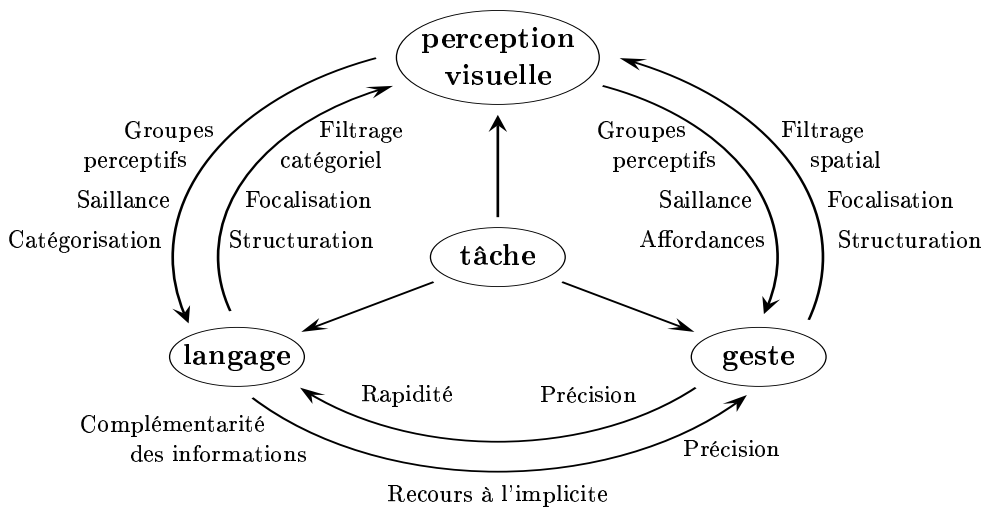 perception
visuelle
Groupes
perceptifs
Saillance
Catégorisation
Filtrage
catégoriel
Focalisation
Structuration
Groupes
perceptifs
Saillance
Affordances
Filtrage
spatial
Focalisation
Structuration
tâche
langage
geste
Rapidité
Précision
Complémentarité
des informations
Précision
Recours à l'implicite